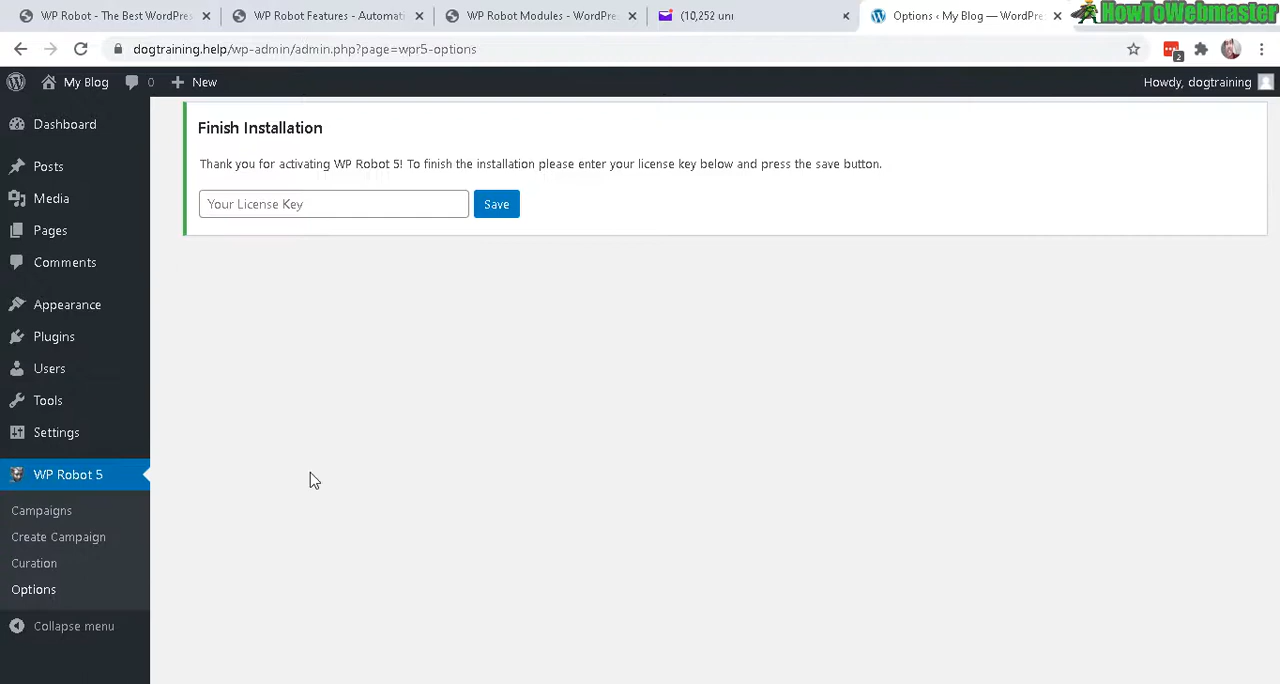 WP Robot - The Best WordPres
WP Robot Features - Automat
WP Robot Modules - WordPre
(10,252 un
Options ‹ My Blog — WordPre
HowToWebmaster
dogtraining.help/wp-admin/admin.php?page=wpr5-options
2
My Blog
0
New
Howdy, dogtraining
Dashboard
Posts
Media
Pages
Comments
Appearance
Plugins
Users
Tools
Settings
WP Robot 5
Campaigns
Create Campaign
Curation
Options
Collapse menu
Finish Installation
Thank you for activating WP Robot 5! To finish the installation please enter your license key below and press the save button.
Your License Key
Save